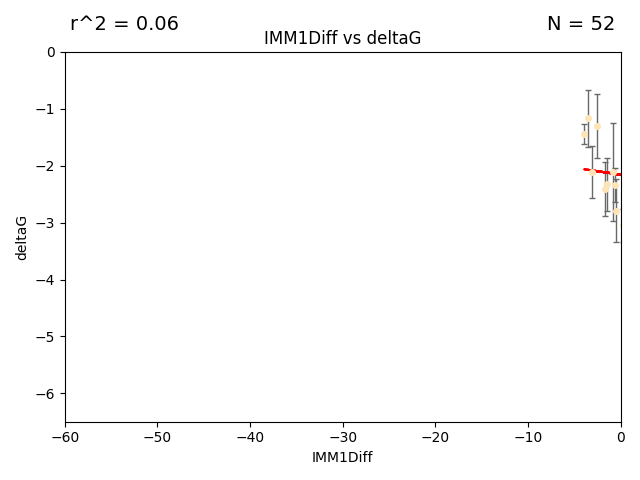 r^2 = 0.06
N = 52
IMM1Diff vs deltaG
0
−1
−2
−3
−4
−5
−6
deltaG
−60 −50 −40 −30 −20 −10 0
IMM1Diff